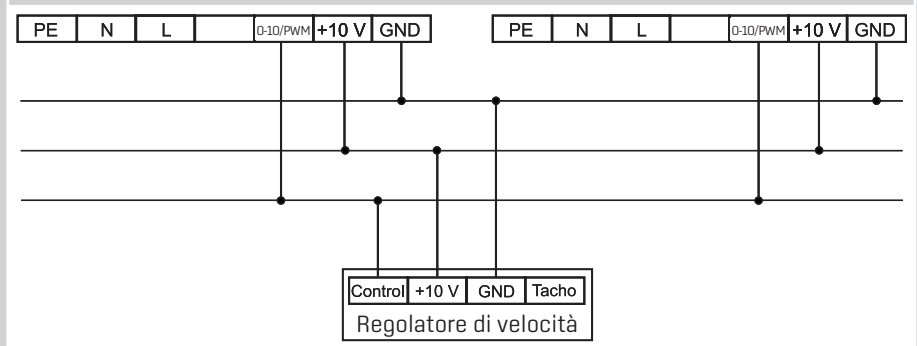 PE N L 0-10/PWM +10 V GND PE N L 0-10/PWM +10 V GND
Control +10 V GND Tacho
Regolatore di velocità